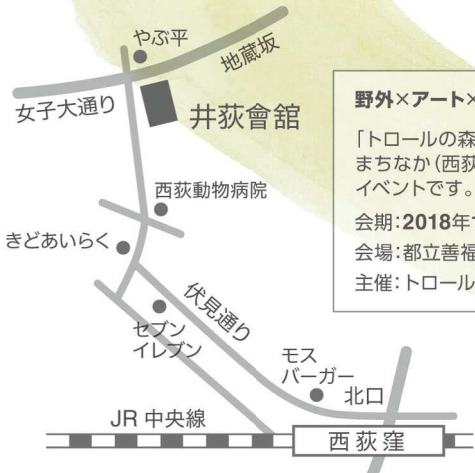 やぶ平
地蔵坂
女子大通り
井荻會舘
野外×アート×
「トロールの森
まちなか(西荻
イベントです。
会期:2018年
会場:都立善福
主催:トロール
西荻動物病院
きどあいらく
伏見通り
セブン
イレブン
モス
バーガー
北口
JR 中央線
西荻窪